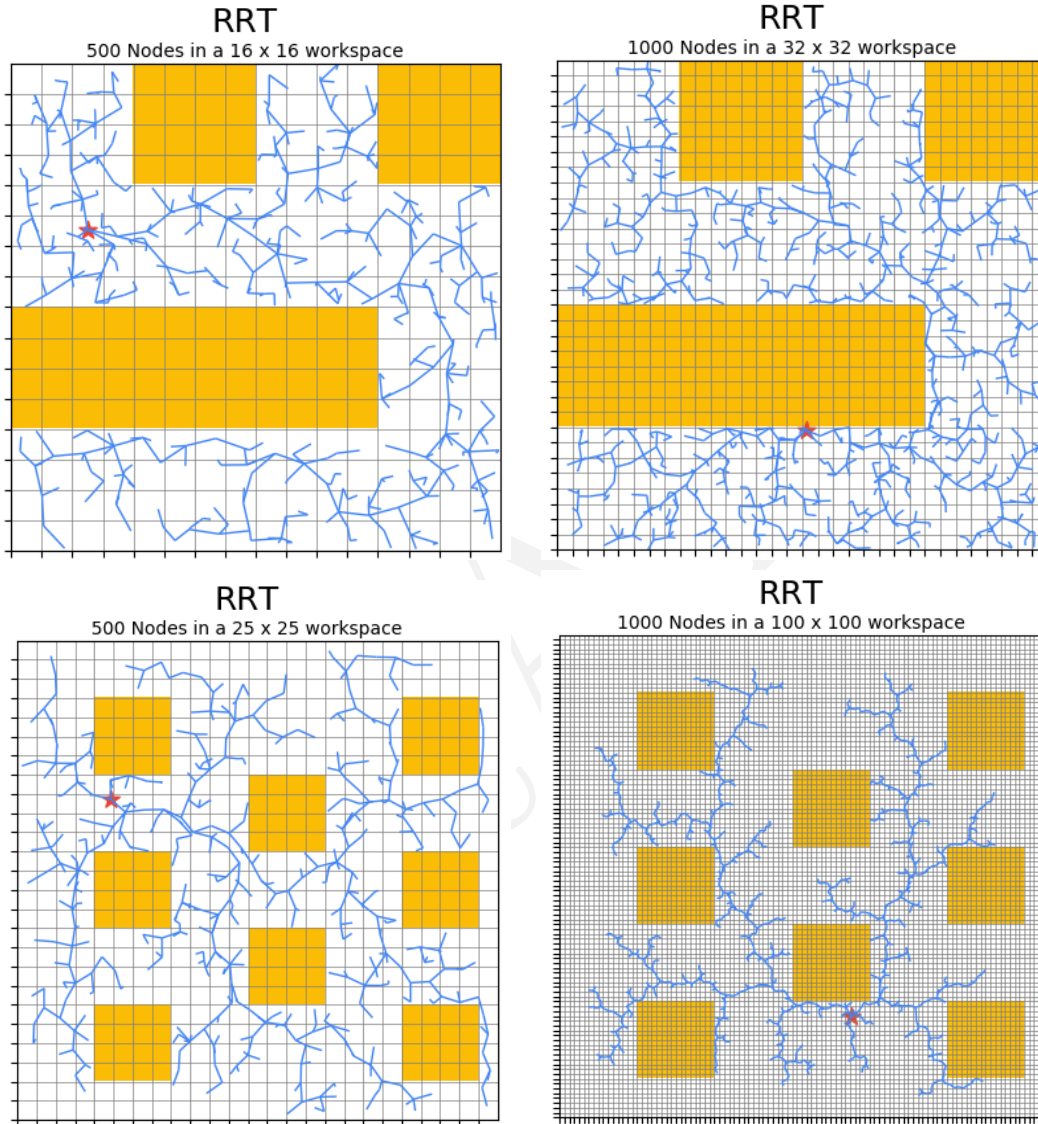 RRT
500 Nodes in a 16 x 16 workspace
RRT
1000 Nodes in a 32 x 32 workspace
RRT
500 Nodes in a 25 x 25 workspace
RRT
1000 Nodes in a 100 x 100 workspace